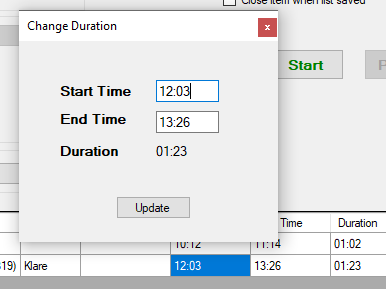 Close item when list saved
Change Duration
x
Start
Start Time 12:03
End Time 13:26
Duration 01:23
Update
Time Duration
10:12 11:14 01:02
319) Klare 12:03 13:26 01:23